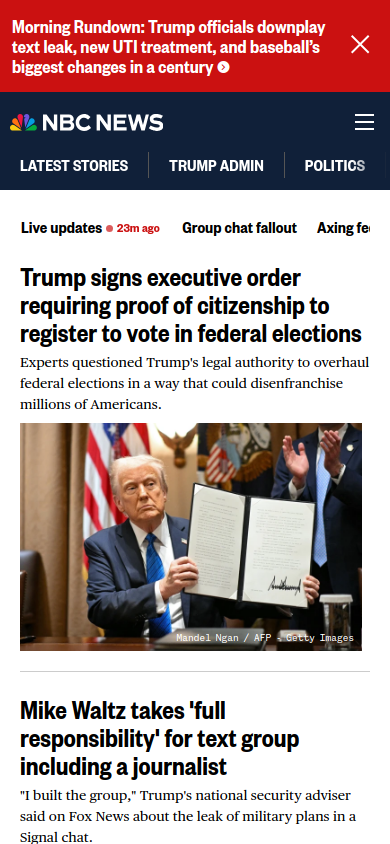 Morning Rundown: Trump officials downplay
text leak, new UTI treatment, and baseball's
biggest changes in a century
NBC NEWS
LATEST STORIES
TRUMP ADMIN
POLITICS
Live updates
23m ago
Group chat fallout
Axing fe
Trump signs executive order
requiring proof of citizenship to
register to vote in federal elections
Experts questioned Trump's legal authority to overhaul
federal elections in a way that could disenfranchise
millions of Americans.
Mandel Ngan / AFP - Getty Images
Mike Waltz takes 'full
responsibility' for text group
including a journalist
"I built the group," Trump's national security adviser
said on Fox News about the leak of military plans in a
Signal chat.